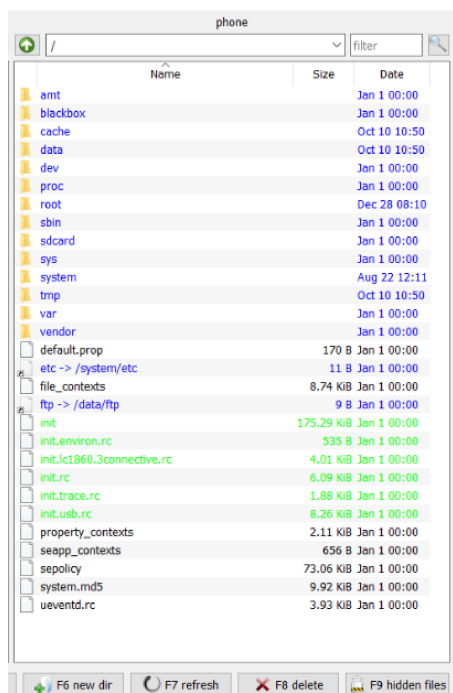 phone
/ filter
Name Size Date
amt Jan 1 00:00
blackbox Jan 1 00:00
cache Oct 10 10:50
data Oct 10 10:50
dev Jan 1 00:00
proc Jan 1 00:00
root Dec 28 08:10
sbin Jan 1 00:00
sdcard Jan 1 00:00
sys Jan 1 00:00
system Aug 22 12:11
tmp Oct 10 10:50
var Jan 1 00:00
vendor Jan 1 00:00
default.prop 170 B Jan 1 00:00
etc -> /system/etc 11 B Jan 1 00:00
file_contexts 8.74 KiB Jan 1 00:00
ftp -> /data/ftp 9 B Jan 1 00:00
init 175.29 KiB Jan 1 00:00
init.environ.rc 535 B Jan 1 00:00
init.lc1860.3connective.rc 4.01 KiB Jan 1 00:00
init.rc 6.09 KiB Jan 1 00:00
init.trace.rc 1.88 KiB Jan 1 00:00
init.usb.rc 8.26 KiB Jan 1 00:00
property_contexts 2.11 KiB Jan 1 00:00
seapp_contexts 656 B Jan 1 00:00
sepolicy 73.06 KiB Jan 1 00:00
system.md5 9.92 KiB Jan 1 00:00
ueventd.rc 3.93 KiB Jan 1 00:00
F6 new dir F7 refresh F8 delete F9 hidden files